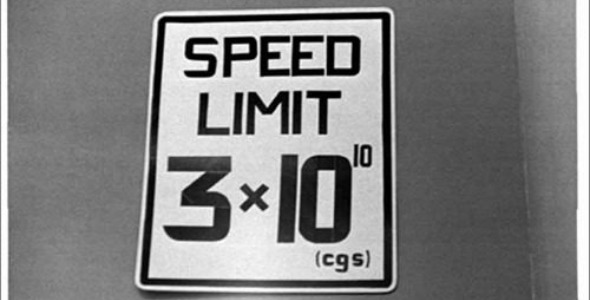 SPEED
LIMIT
3×10¹⁰
(cgs)